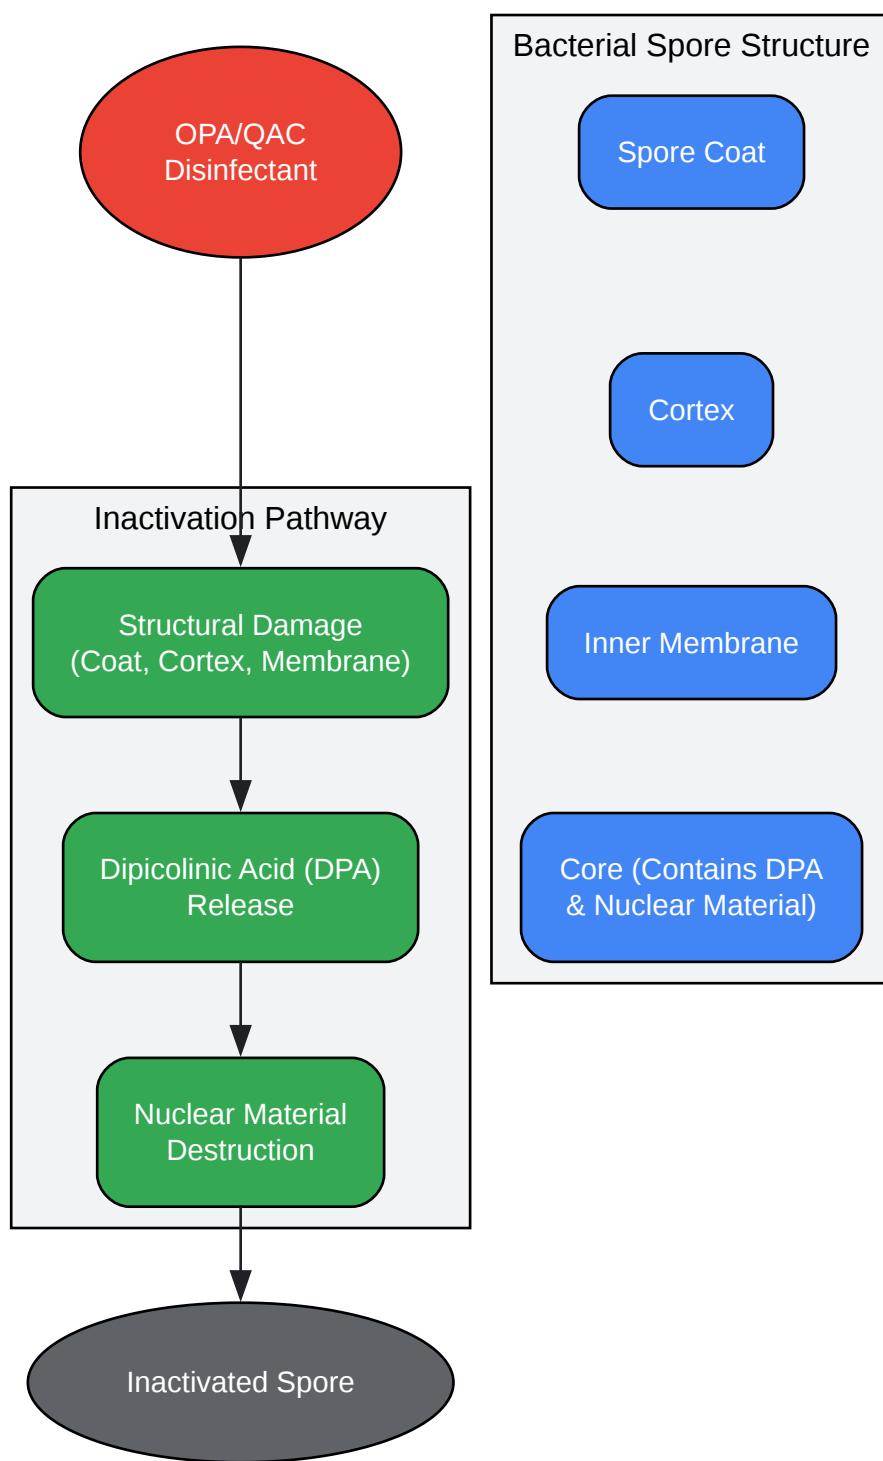 OPA/QAC
Disinfectant
Inactivation Pathway
Structural Damage
(Coat, Cortex, Membrane)
Dipicolinic Acid (DPA)
Release
Nuclear Material
Destruction
Inactivated Spore
Bacterial Spore Structure
Spore Coat
Cortex
Inner Membrane
Core (Contains DPA
& Nuclear Material)